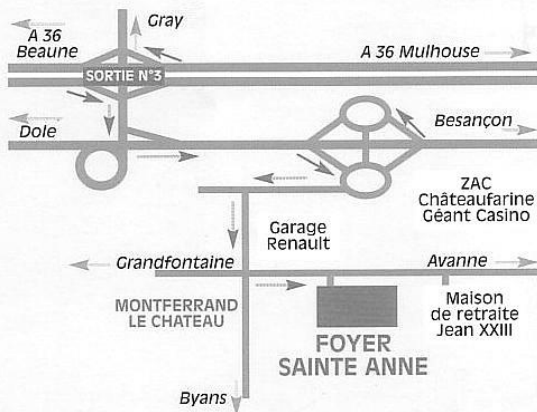 Gray
A 36
Beaune
A 36 Mulhouse
SORTIE N°3
Dole
Besançon
ZAC
Châteaufarine
Géant Casino
Garage
Renault
Grandfontaine
Avanne
MONTFERRAND
LE CHATEAU
Maison
de retraite
Jean XXIII
FOYER
SAINTE ANNE
Byans